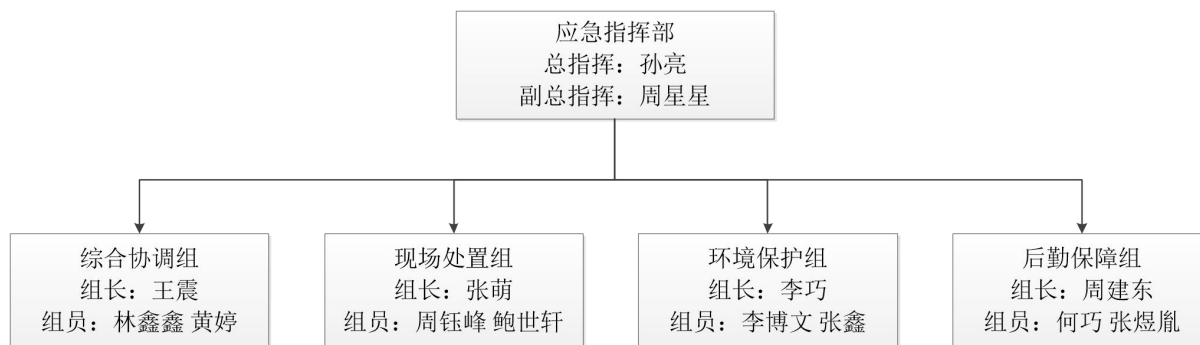 应急指挥部
总指挥：孙亮
副总指挥：周星星
综合协调组
组长：王震
组员：林鑫鑫 黄婷
现场处置组
组长：张萌
组员：周钰峰 鲍世轩
环境保护组
组长：李巧
组员：李博文 张鑫
后勤保障组
组长：周建东
组员：何巧 张煜胤